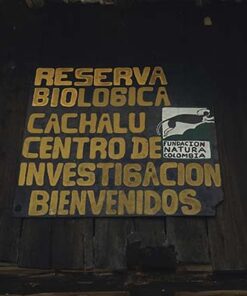 RESERVA
BIOLOGICA
CACHALU
CENTRO DE
INVESTIGACION
BIENVENIDOS
FUNDACION
NATURA
COLOMBIA